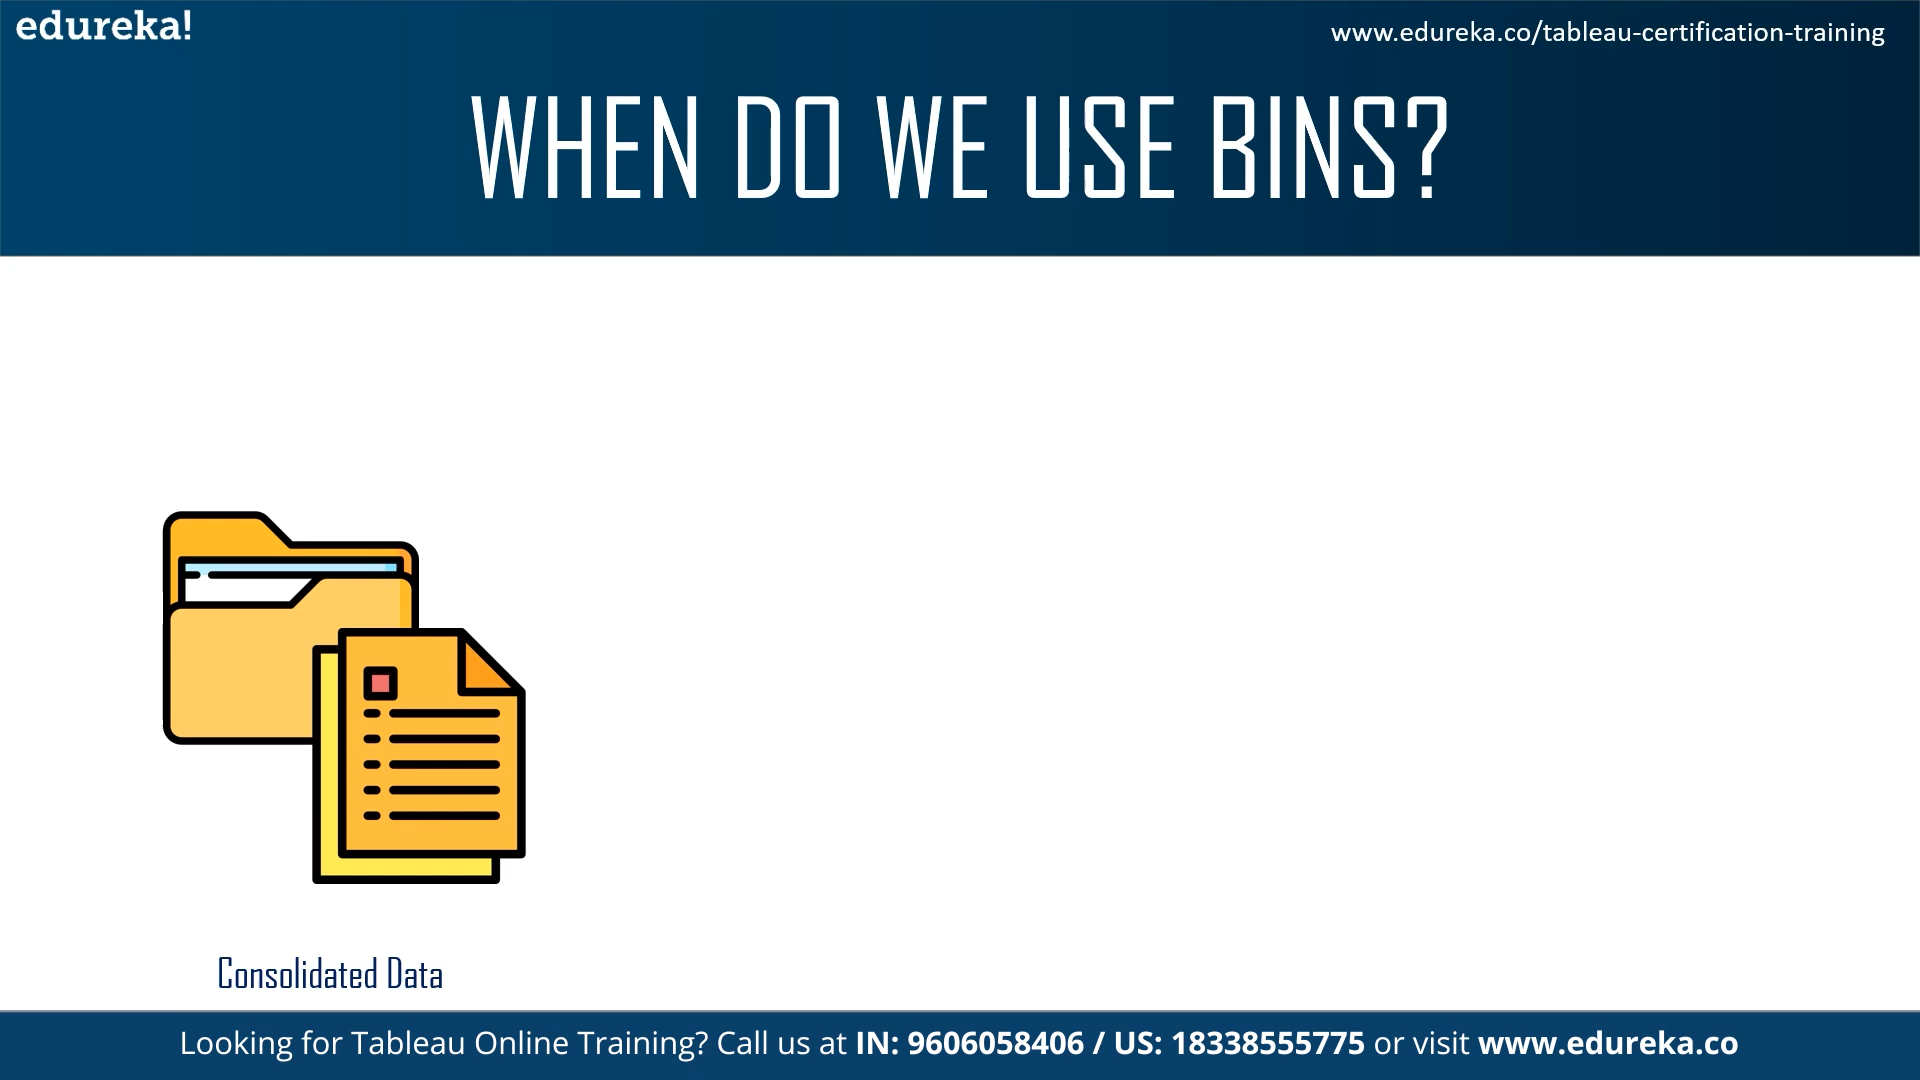 edureka!
www.edureka.co/tableau-certification-training
WHEN DO WE USE BINS?
Consolidated Data
Looking for Tableau Online Training? Call us at IN: 9606058406 / US: 18338555775 or visit www.edureka.co